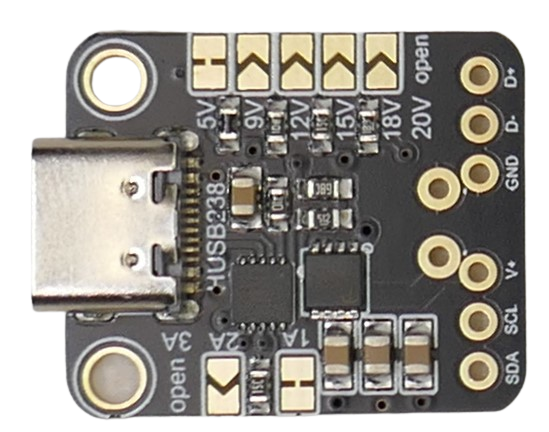 5V
9V
12V
15V
18V
20V
open
D+
D-
GND
V+
SCL
SDA
HUSB238
1A
2A
3A
open